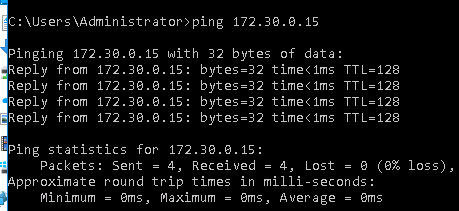 C:\Users\Administrator>ping 172.30.0.15
Pinging 172.30.0.15 with 32 bytes of data:
Reply from 172.30.0.15: bytes=32 time<1ms TTL=128
Reply from 172.30.0.15: bytes=32 time<1ms TTL=128
Reply from 172.30.0.15: bytes=32 time<1ms TTL=128
Reply from 172.30.0.15: bytes=32 time<1ms TTL=128
Ping statistics for 172.30.0.15:
    Packets: Sent = 4, Received = 4, Lost = 0 (0% loss),
Approximate round trip times in milli-seconds:
    Minimum = 0ms, Maximum = 0ms, Average = 0ms